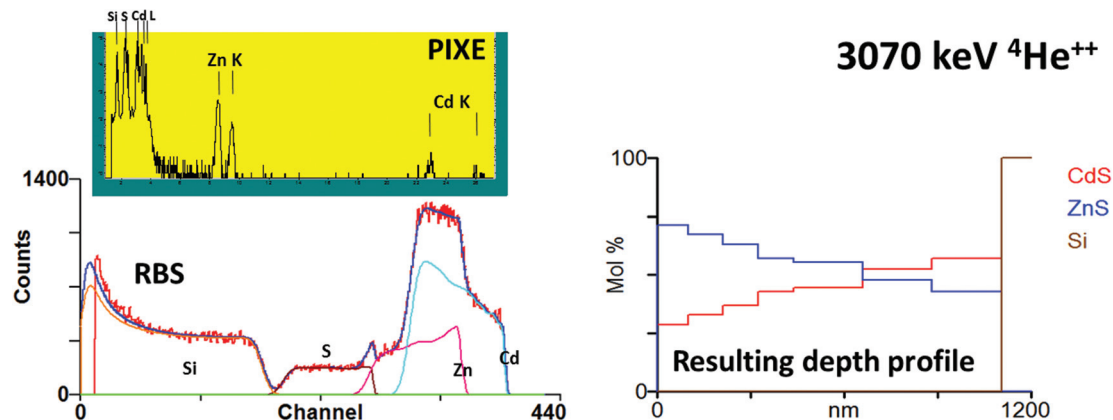 Si S Cd L
PIXE
Zn K
Cd K
3070 keV ⁴He⁺⁺
1400
Counts
RBS
Si
S
Zn
Cd
0
0
Channel
440
100
Mol %
0
CdS
ZnS
Si
Resulting depth profile
0
nm
1200